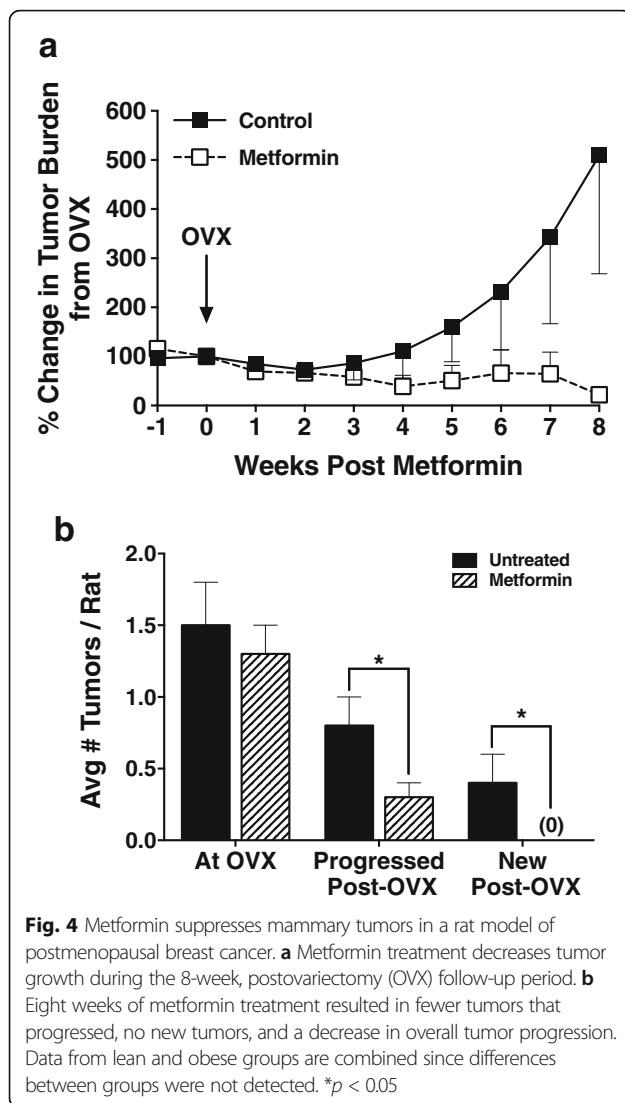 a
600
500
400
300
200
100
0
Control
Metformin
OVX
% Change in Tumor Burden
from OVX
-1 0 1 2 3 4 5 6 7 8
Weeks Post Metformin
b
2.0
1.5
1.0
0.5
0.0
Untreated
Metformin
*
*
(0)
Avg # Tumors / Rat
At OVX Progressed New
Post-OVX Post-OVX
Fig. 4 Metformin suppresses mammary tumors in a rat model of
postmenopausal breast cancer. a Metformin treatment decreases tumor
growth during the 8-week, postovariectomy (OVX) follow-up period. b
Eight weeks of metformin treatment resulted in fewer tumors that
progressed, no new tumors, and a decrease in overall tumor progression.
Data from lean and obese groups are combined since differences
between groups were not detected. *p < 0.05